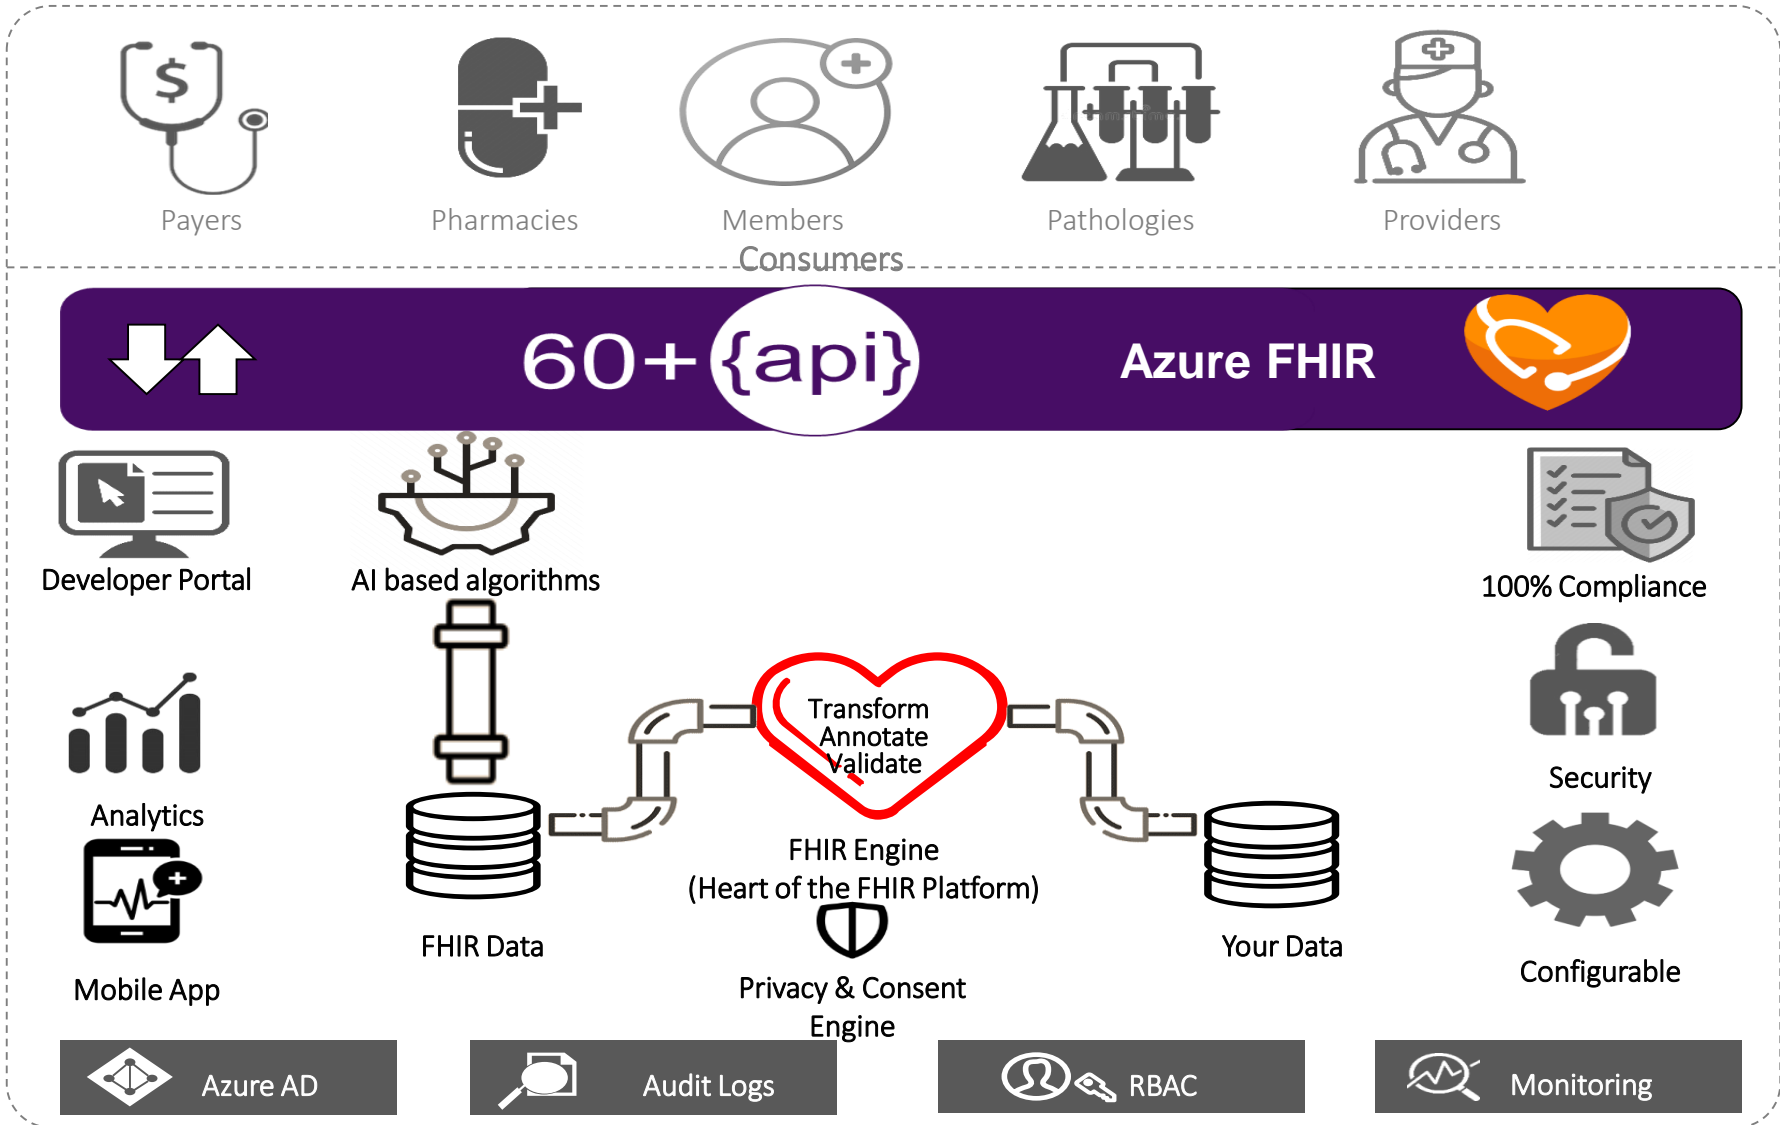 $
Payers
Pharmacies
Members
Pathologies
Providers
Consumers
60+ {api}
Azure FHIR
Developer Portal
AI based algorithms
100% Compliance
Transform
Annotate
Validate
Security
Analytics
FHIR Engine
(Heart of the FHIR Platform)
FHIR Data
Your Data
Configurable
Mobile App
Privacy & Consent
Engine
Azure AD
Audit Logs
RBAC
Monitoring